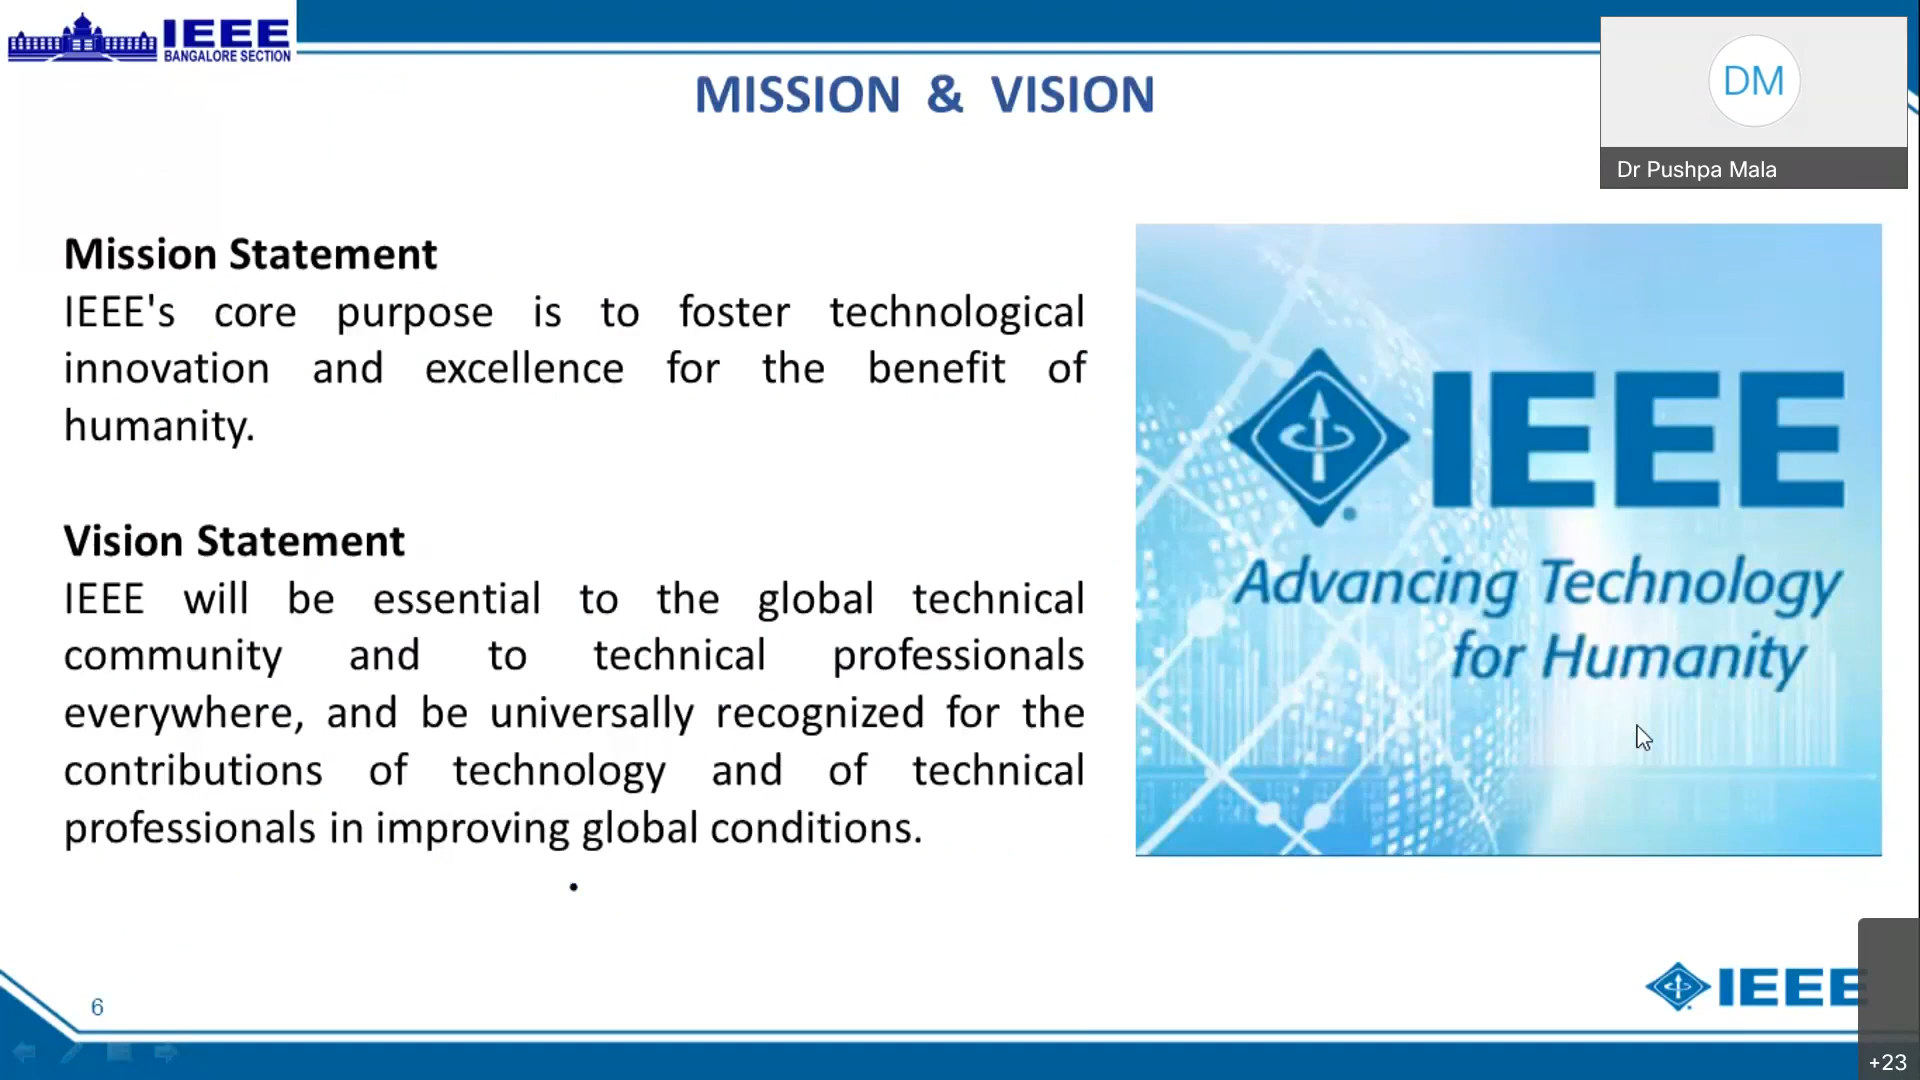 IEEE
BANGALORE SECTION
MISSION & VISION
DM
Dr Pushpa Mala
Mission Statement
IEEE's core purpose is to foster technological
innovation and excellence for the benefit of
humanity.
Vision Statement
IEEE will be essential to the global technical
community and to technical professionals
everywhere, and be universally recognized for the
contributions of technology and of technical
professionals in improving global conditions.
IEEE
Advancing Technology
for Humanity
6
IEEE
+23